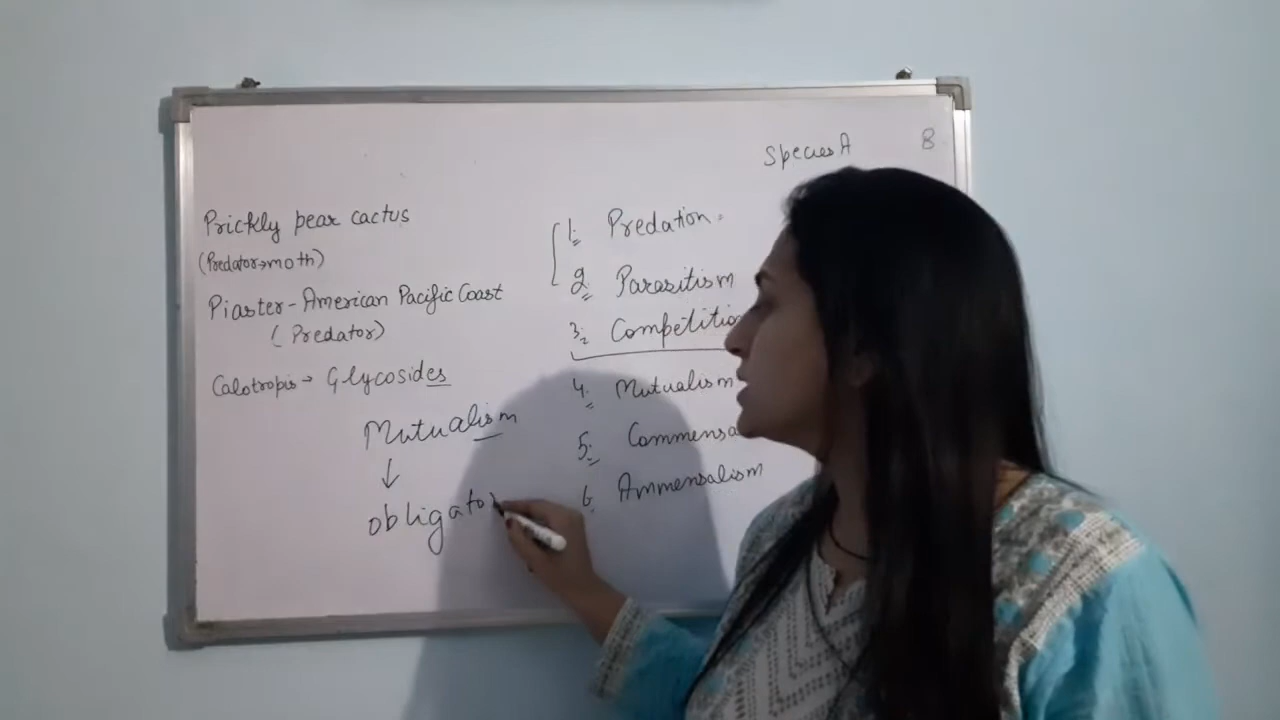 Species A B
Prickly pear cactus
(Predator→moth)
Piaster - American Pacific Coast
(Predator)
Calotropis → Glycosides
Mutualism
↓
obligator
1. Predation
2. Parasitism
3. Competition
4. Mutualism
5. Commensa
6. Ammensalism